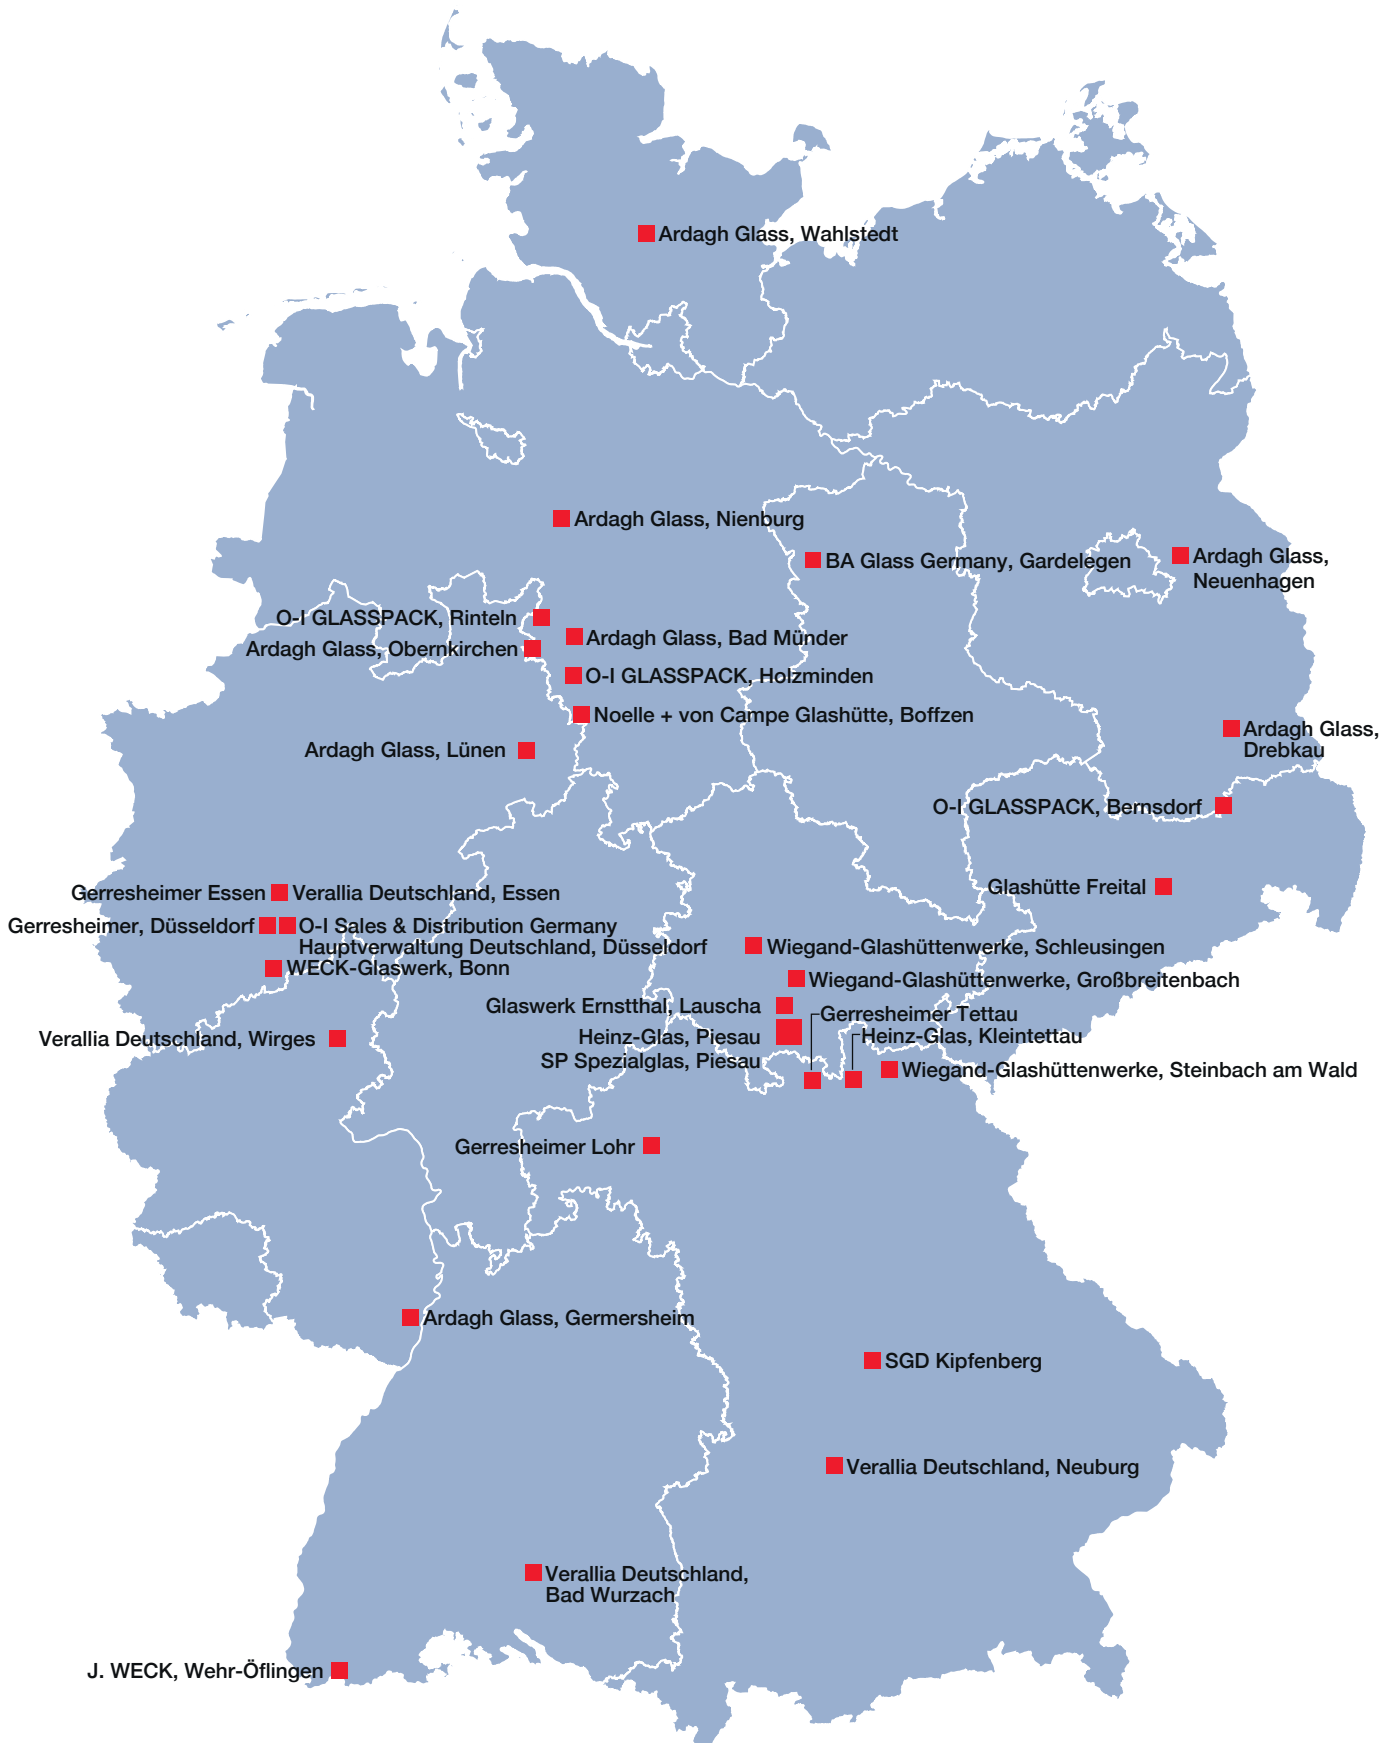 Ardagh Glass, Wahlstedt
Ardagh Glass, Nienburg
BA Glass Germany, Gardelegen
Ardagh Glass,
Neuenhagen
O-I GLASSPACK, Rinteln
Ardagh Glass, Bad Münder
Ardagh Glass, Obernkirchen
O-I GLASSPACK, Holzminden
Noelle + von Campe Glashütte, Boffzen
Ardagh Glass,
Drebkau
Ardagh Glass, Lünen
O-I GLASSPACK, Bernsdorf
Glashütte Freital
Gerresheimer Essen
Verallia Deutschland, Essen
Gerresheimer, Düsseldorf
O-I Sales & Distribution Germany
Hauptverwaltung Deutschland, Düsseldorf
Wiegand-Glashüttenwerke, Schleusingen
WECK-Glaswerk, Bonn
Wiegand-Glashüttenwerke, Großbreitenbach
Glaswerk Ernstthal, Lauscha
Gerresheimer Tettau
Heinz-Glas, Piesau
SP Spezialglas, Piesau
Heinz-Glas, Kleintettau
Verallia Deutschland, Wirges
Wiegand-Glashüttenwerke, Steinbach am Wald
Gerresheimer Lohr
Ardagh Glass, Germersheim
SGD Kipfenberg
Verallia Deutschland, Neuburg
Verallia Deutschland,
Bad Wurzach
J. WECK, Wehr-Öflingen